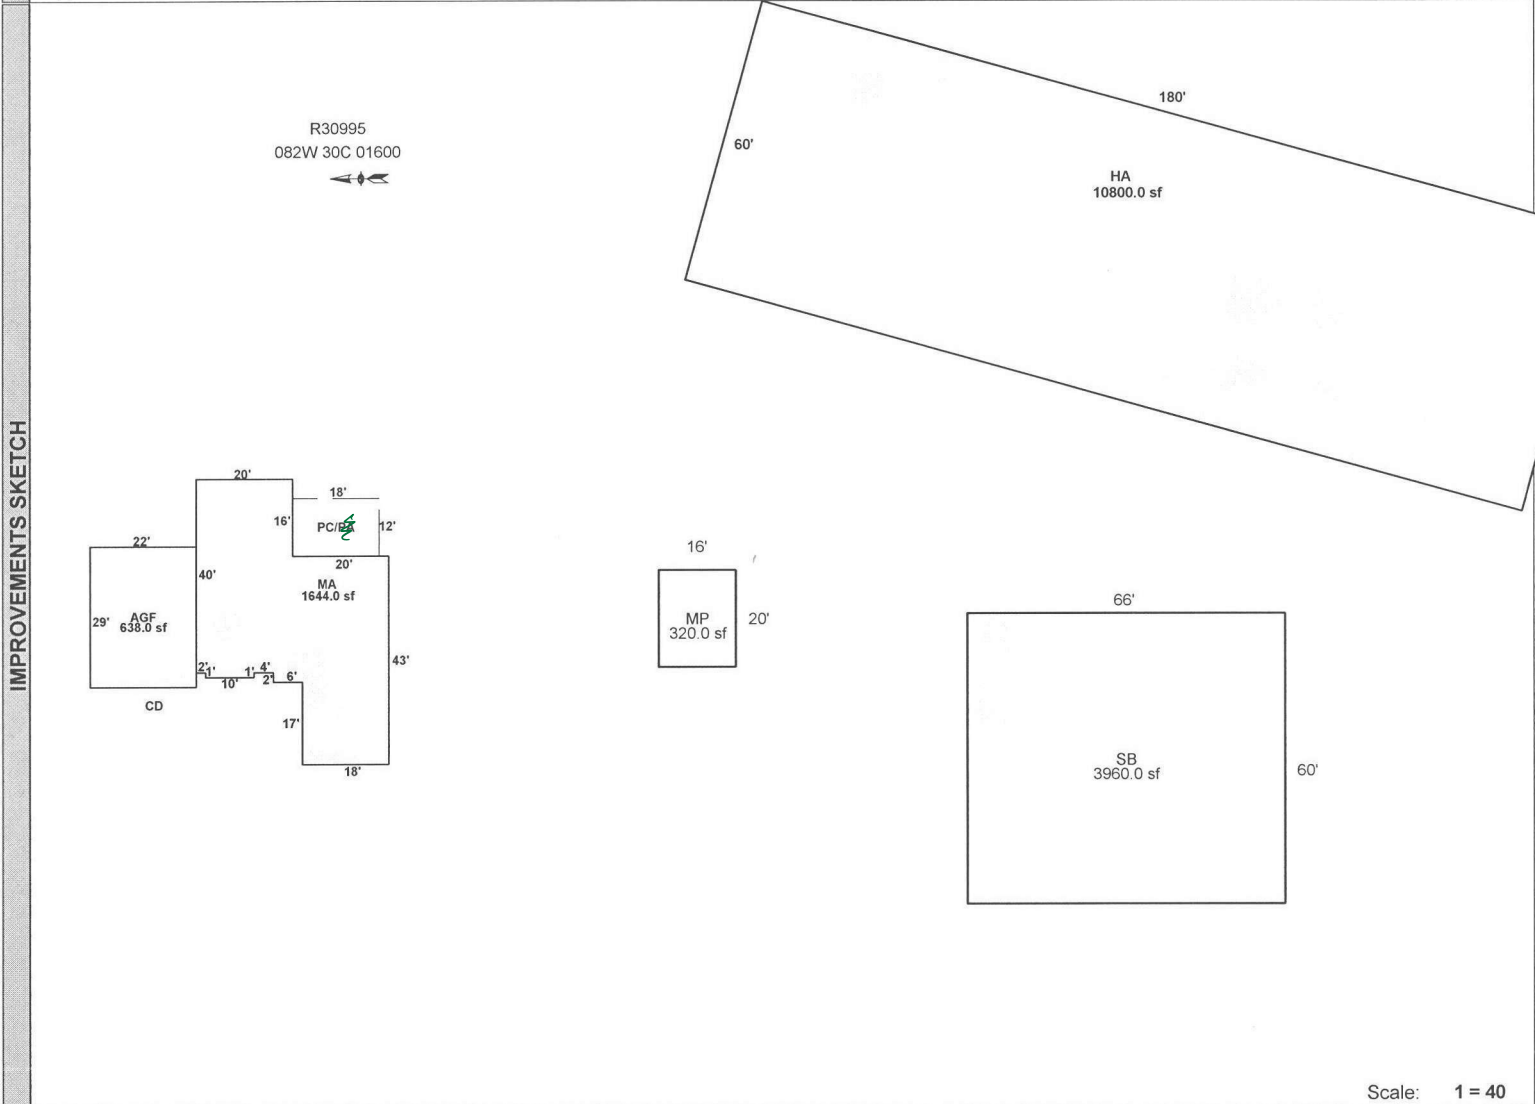 IMPROVEMENTS SKETCH
R30995
082W 30C 01600
180'
60'
HA
10800.0 sf
20'
18'
16'
PC/
12'
20'
22'
40'
MA
1644.0 sf
29'
AGF
638.0 sf
43'
2'
1'
10'
1'
4'
2'
6'
CD
17'
18'
16'
MP
320.0 sf
20'
66'
SB
3960.0 sf
60'
Scale: 1 = 40